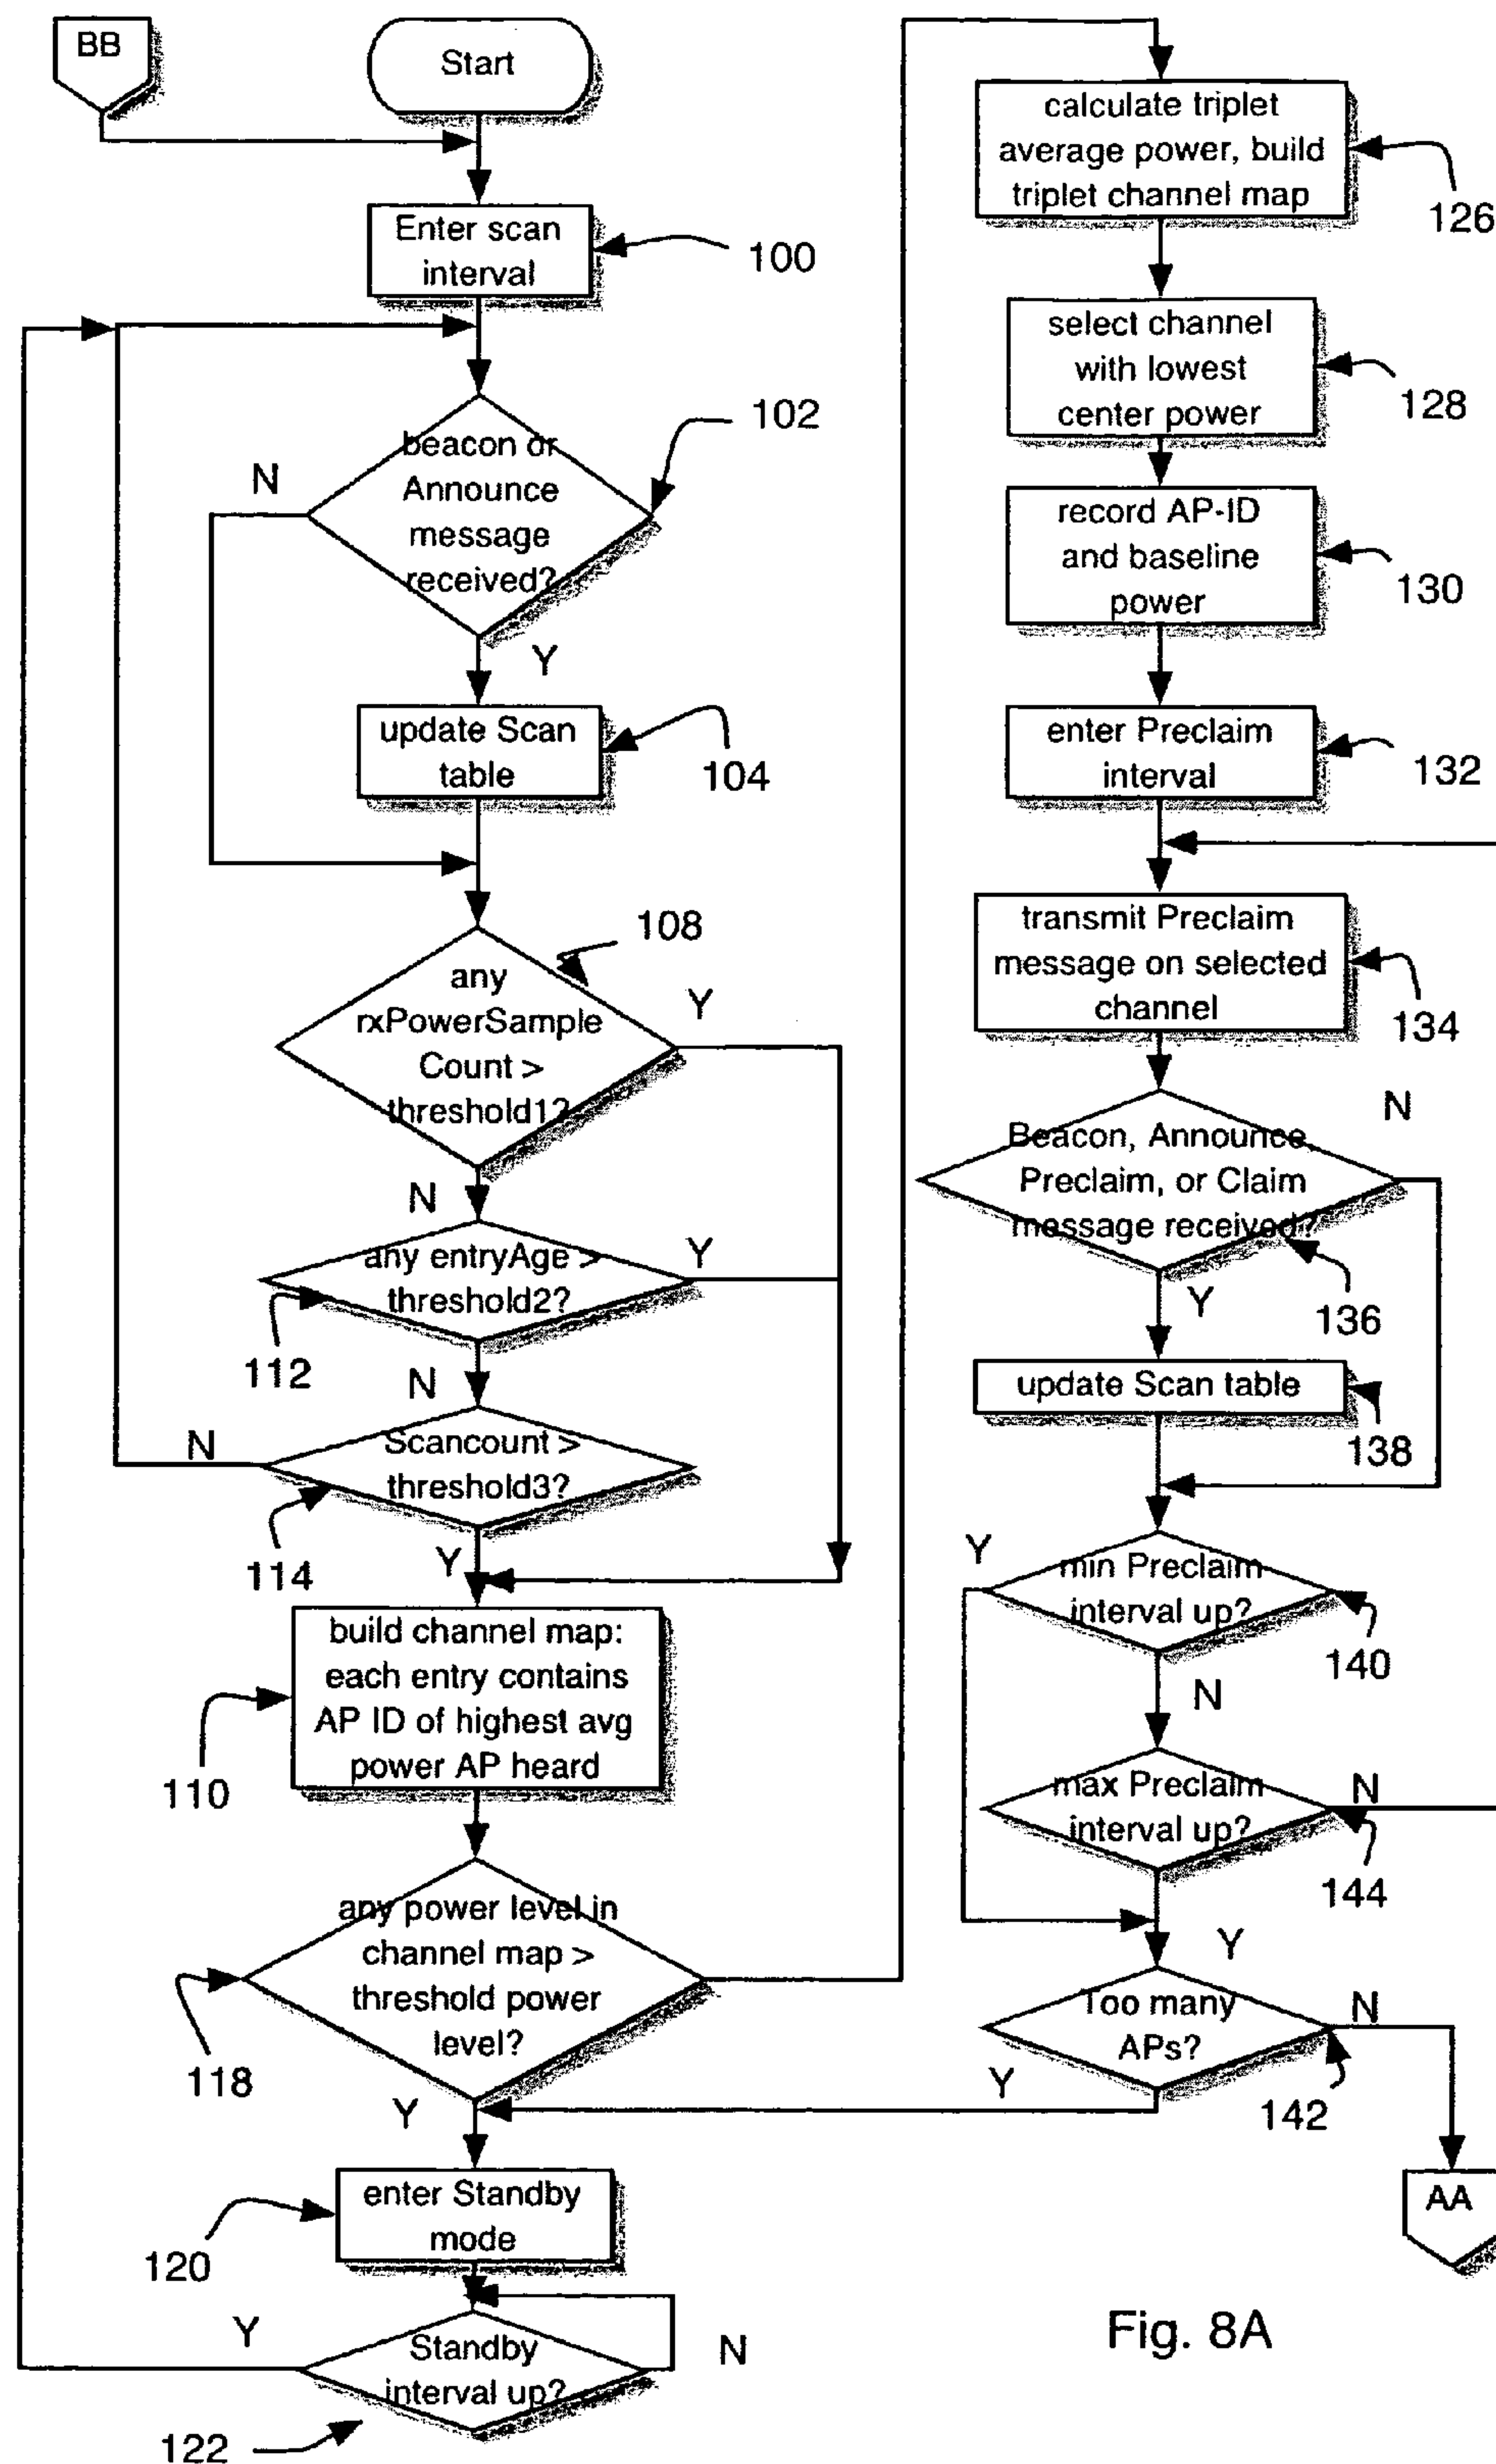 BB
Start
Enter scan
interval
100
beacon or
Announce
message
received?
102
N
Y
update Scan
table
104
any
rxPowerSample
Count >
threshold1?
108
Y
N
any entryAge >
threshold2?
Y
112
N
Scancount >
threshold3?
N
114
Y
build channel map:
each entry contains
AP ID of highest avg
power AP heard
110
any power level in
channel map >
threshold power
level?
118
Y
enter Standby
mode
120
Standby
interval up?
Y
N
122
calculate triplet
average power, build
triplet channel map
126
select channel
with lowest
center power
128
record AP-ID
and baseline
power
130
enter Preclaim
interval
132
transmit Preclaim
message on selected
channel
134
Beacon, Announce,
Preclaim, or Claim
message received?
N
136
Y
update Scan table
138
min Preclaim
interval up?
Y
140
N
max Preclaim
interval up?
N
144
Y
Too many
APs?
N
Y
142
AA
Fig. 8A